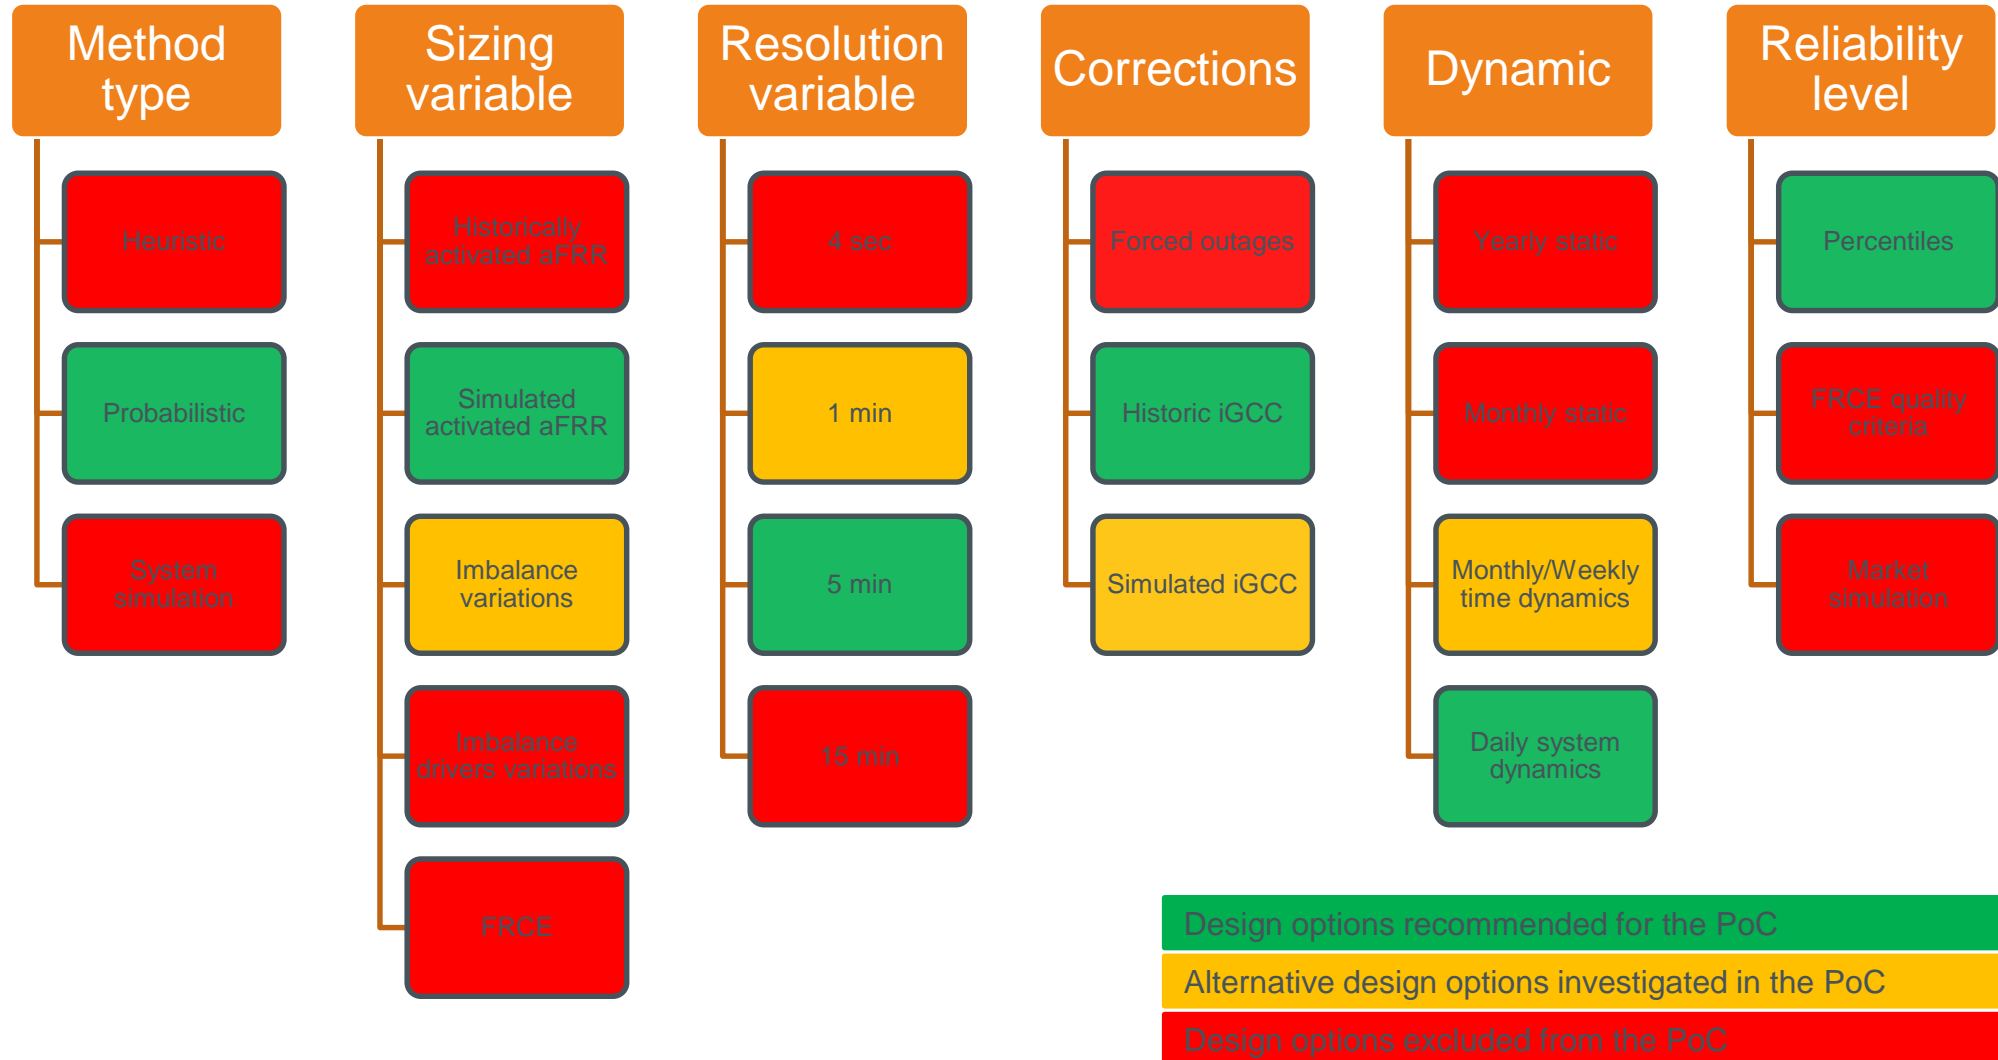 Method
type
Heuristic
Probabilistic
System
simulation
Sizing
variable
Historically
activated aFRR
Simulated
activated aFRR
Imbalance
variations
Imbalance
drivers variations
FRCE
Resolution
variable
4 sec
1 min
5 min
15 min
Corrections
Forced outages
Historic iGCC
Simulated iGCC
Dynamic
Yearly static
Monthly static
Monthly/Weekly
time dynamics
Daily system
dynamics
Reliability
level
Percentiles
FRCE quality
criteria
Market
simulation
Design options recommended for the PoC
Alternative design options investigated in the PoC
Design options excluded from the PoC